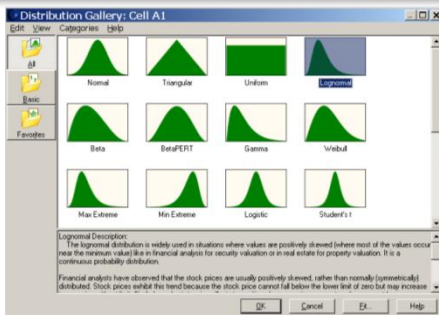 Distribution Gallery: Cell A1
Edit View Categories Help
All
Basic
Favorites
Normal Triangular Uniform Lognormal
Beta BetaPERT Gamma Weibull
Max Extreme Min Extreme Logistic Student's t
Lognormal Description:
The lognormal distribution is widely used in situations where values are positively skewed (where most of the values occur
near the minimum value) like in financial analysis for security valuation or in real estate for property valuation. It is a
continuous probability distribution.
Financial analysts have observed that the stock prices are usually positively skewed, rather than normally (symmetrically)
distributed. Stock prices exhibit this trend because the stock price cannot fall below the lower limit of zero but may increase
OK Cancel Fit... Help